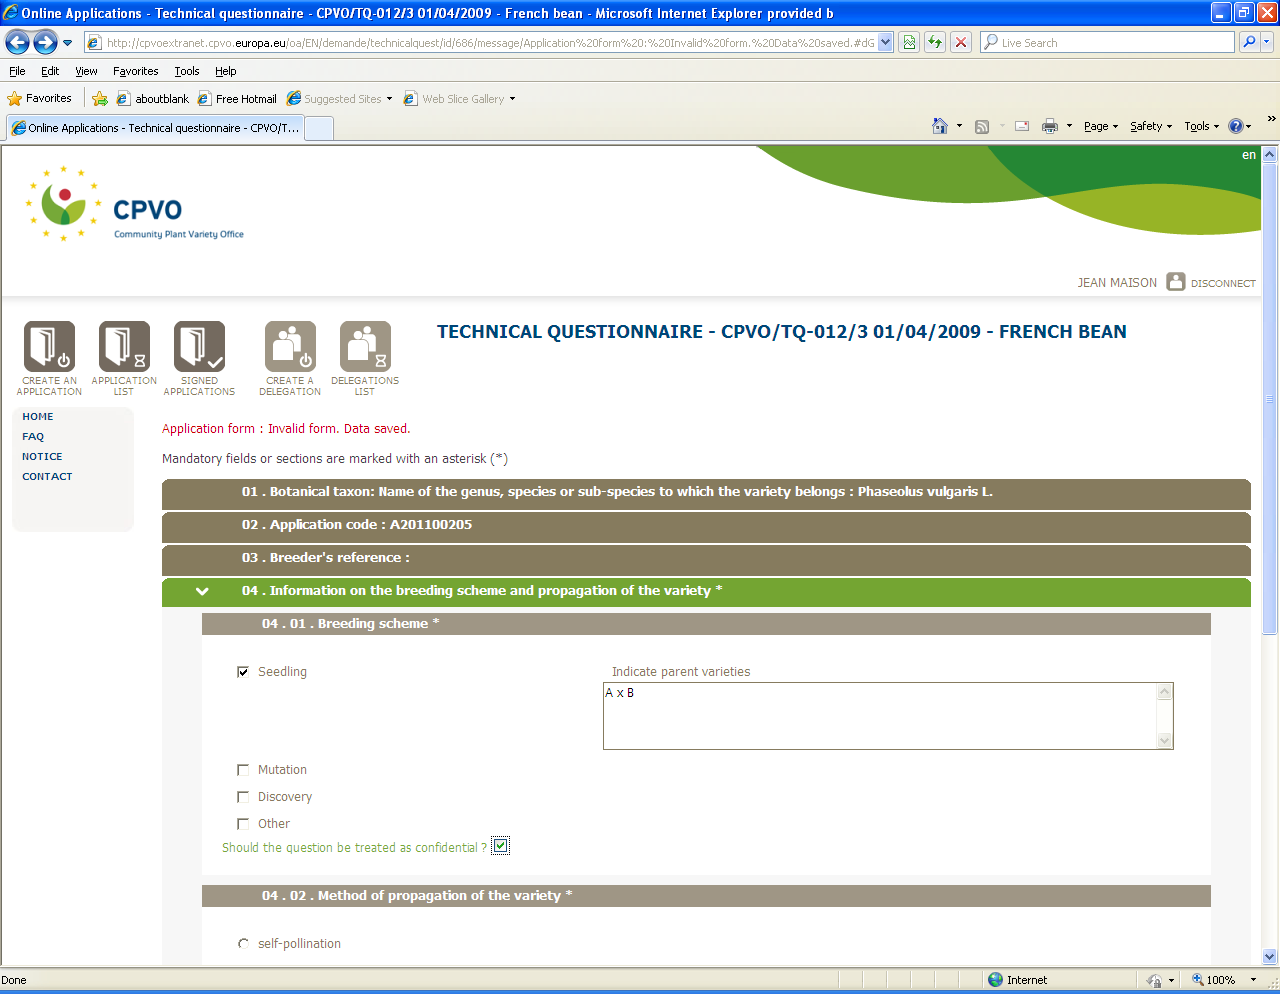 Online Applications - Technical questionnaire - CPVO/TQ-012/3 01/04/2009 - French bean - Microsoft Internet Explorer provided b
http://cpvoextranet.cpvo.europa.eu/oa/EN/demande/technicalquest/id/686/message/Application%20form%20:%20Invalid%20form.%20Data%20saved.#dG
Live Search
File Edit View Favorites Tools Help
Favorites aboutblank Free Hotmail Suggested Sites Web Slice Gallery
Online Applications - Technical questionnaire - CPVO/T... Page Safety Tools
en
CPVO
Community Plant Variety Office
JEAN MAISON DISCONNECT
CREATE AN APPLICATION
APPLICATION LIST
SIGNED APPLICATIONS
CREATE A DELEGATION
DELEGATIONS LIST
TECHNICAL QUESTIONNAIRE - CPVO/TQ-012/3 01/04/2009 - FRENCH BEAN
HOME
FAQ
NOTICE
CONTACT
Application form : Invalid form. Data saved.
Mandatory fields or sections are marked with an asterisk (*)
01 . Botanical taxon: Name of the genus, species or sub-species to which the variety belongs : Phaseolus vulgaris L.
02 . Application code : A201100205
03 . Breeder's reference :
04 . Information on the breeding scheme and propagation of the variety *
04 . 01 . Breeding scheme *
Seedling
Indicate parent varieties
A x B
Mutation
Discovery
Other
Should the question be treated as confidential ?
04 . 02 . Method of propagation of the variety *
self-pollination
Done Internet 100%